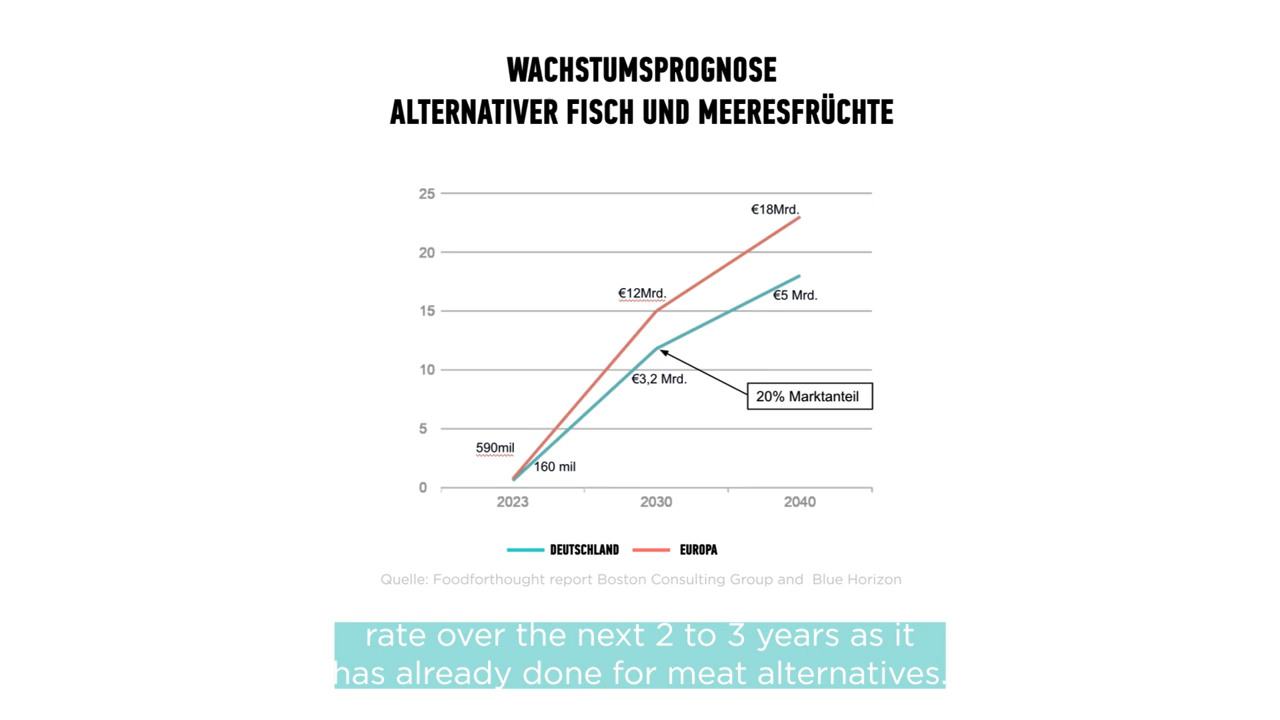 WACHSTUMSPROGNOSE
ALTERNATIVER FISCH UND MEERESFRÜCHTE
25
€18Mrd.
20
€12Mrd.
€5 Mrd.
15
10
€3,2 Mrd.
20% Marktanteil
5
590mil
160 mil
0
2023 2030 2040
DEUTSCHLAND EUROPA
Quelle: Foodforthought report Boston Consulting Group and Blue Horizon
rate over the next 2 to 3 years as it
has already done for meat alternatives.